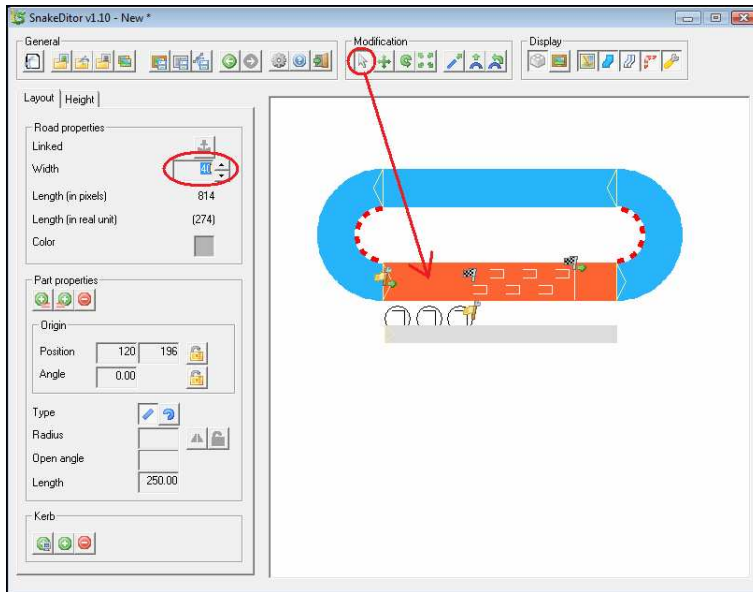 SnakeDitor v1.10 - New *
General
Modification
Display
Layout
Height
Road properties
Linked
Width 40
Length (in pixels) 814
Length (in real unit) (274)
Color
Part properties
Origin
Position 120 196
Angle 0.00
Type
Radius
Open angle
Length 250.00
Kerb